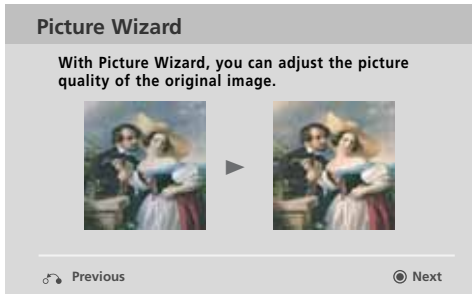 Picture Wizard
With Picture Wizard, you can adjust the picture
quality of the original image.
Previous
Next